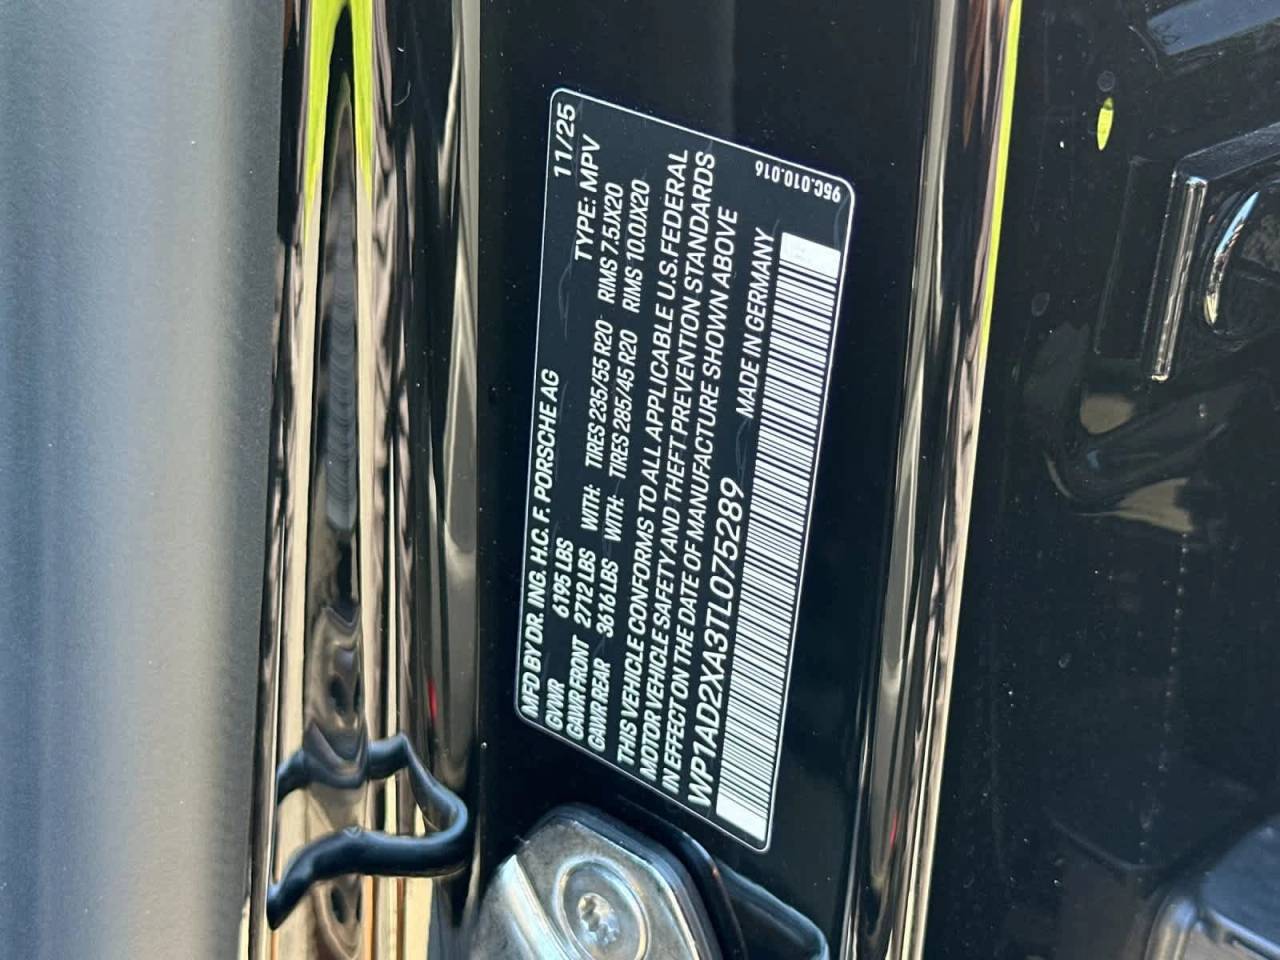 MFD BY DR. ING. H.C. F. PORSCHE AG 11/25
GVWR 6195 LBS TYPE: MPV
GAWR FRONT 2712 LBS WITH: TIRES 235/55 R20 RIMS 7.5JX20
GAWR REAR 3616 LBS WITH: TIRES 285/45 R20 RIMS 10.0JX20
THIS VEHICLE CONFORMS TO ALL APPLICABLE U.S. FEDERAL
MOTOR VEHICLE SAFETY AND THEFT PREVENTION STANDARDS
IN EFFECT ON THE DATE OF MANUFACTURE SHOWN ABOVE
WP1AD2XA3TL075289 MADE IN GERMANY
95C.010.016